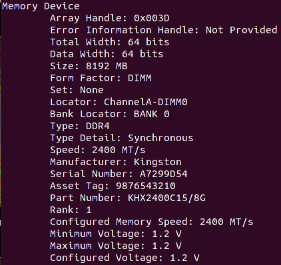 Memory Device
Array Handle: 0x003D
Error Information Handle: Not Provided
Total Width: 64 bits
Data Width: 64 bits
Size: 8192 MB
Form Factor: DIMM
Set: None
Locator: ChannelA-DIMM0
Bank Locator: BANK 0
Type: DDR4
Type Detail: Synchronous
Speed: 2400 MT/s
Manufacturer: Kingston
Serial Number: A7299D54
Asset Tag: 9876543210
Part Number: KHX2400C15/8G
Rank: 1
Configured Memory Speed: 2400 MT/s
Minimum Voltage: 1.2 V
Maximum Voltage: 1.2 V
Configured Voltage: 1.2 V